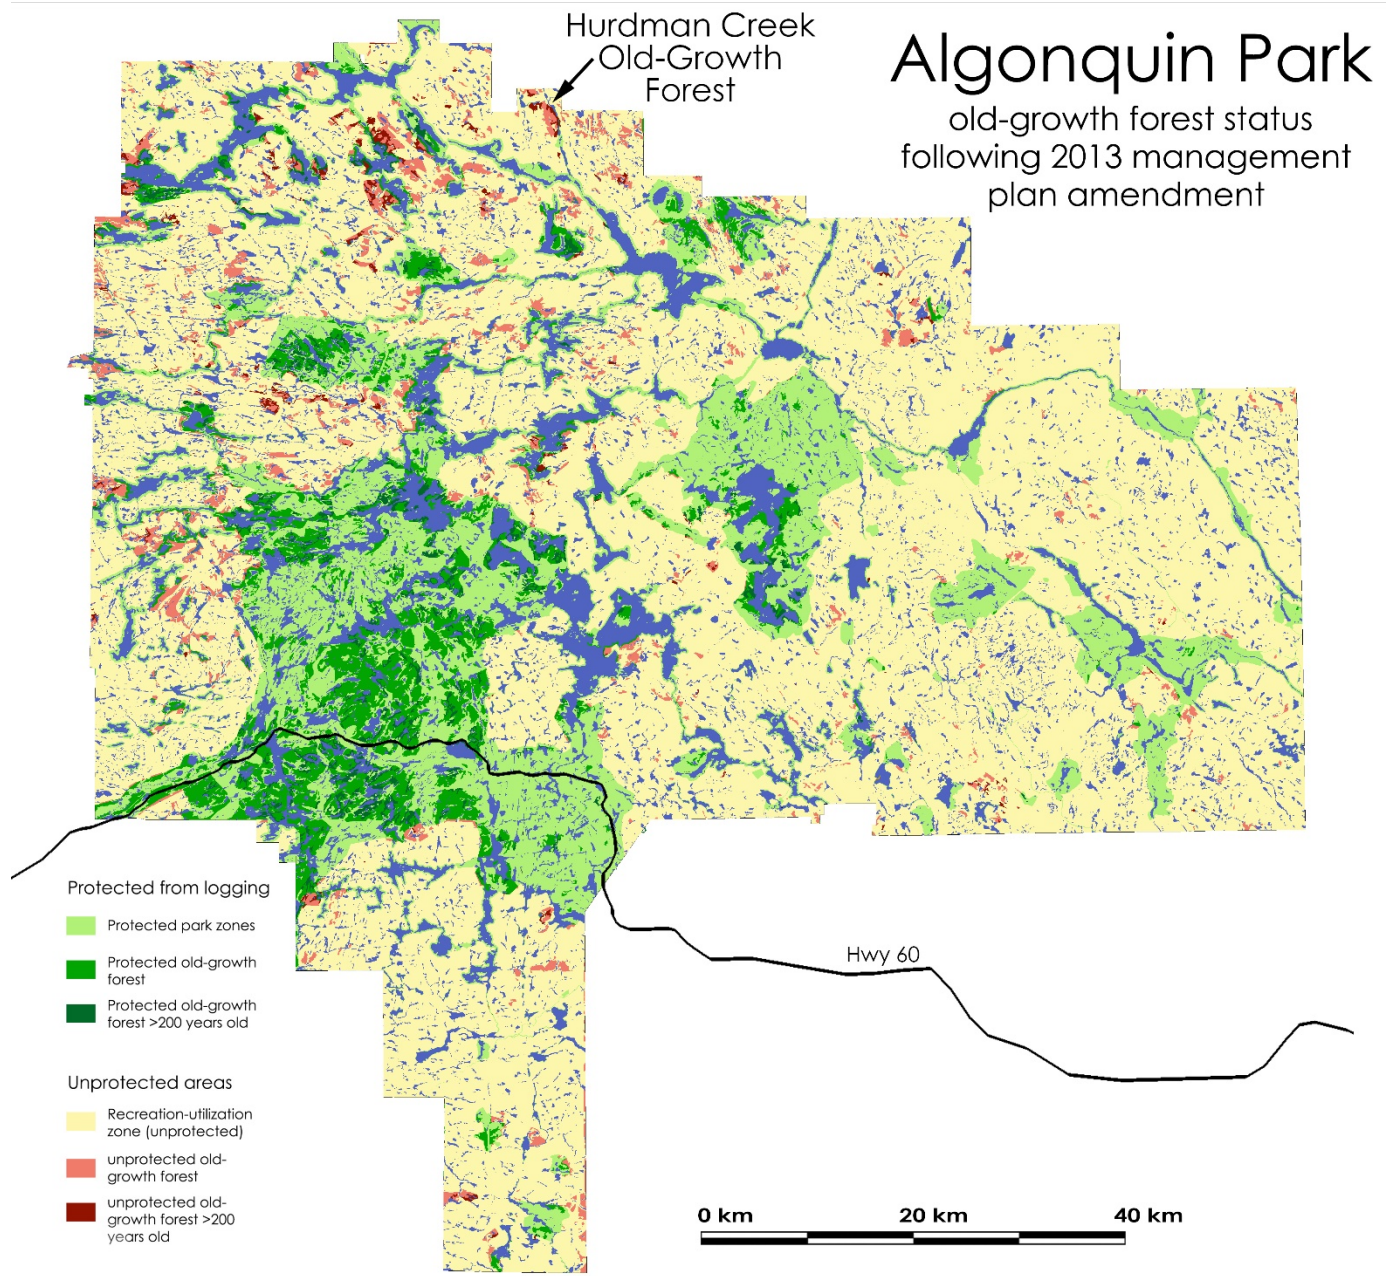 Hurdman Creek
Old-Growth
Forest
Algonquin Park
old-growth forest status
following 2013 management
plan amendment
Protected from logging
Protected park zones
Protected old-growth
forest
Protected old-growth
forest >200 years old
Unprotected areas
Recreation-utilization
zone (unprotected)
unprotected old-
growth forest
unprotected old-
growth forest >200
years old
Hwy 60
0 km 20 km 40 km